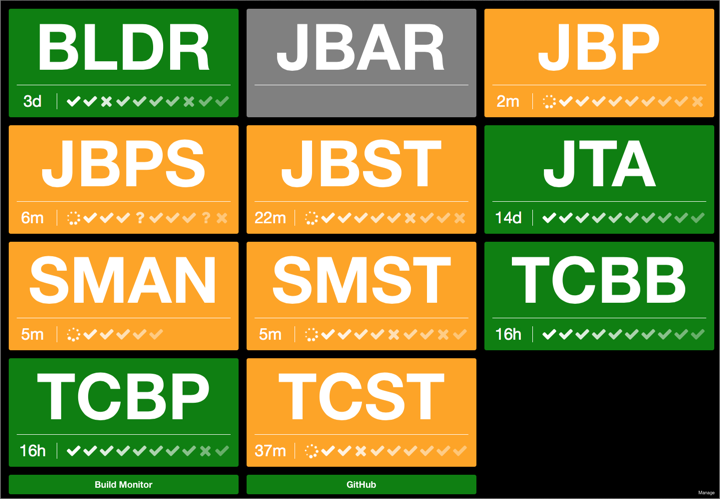 BLDR
3d
JBAR
JBP
2m
JBPS
6m
?
?
JBST
22m
JTA
14d
SMAN
5m
SMST
5m
TCBB
16h
TCBP
16h
TCST
37m
Build Monitor
GitHub
Manage